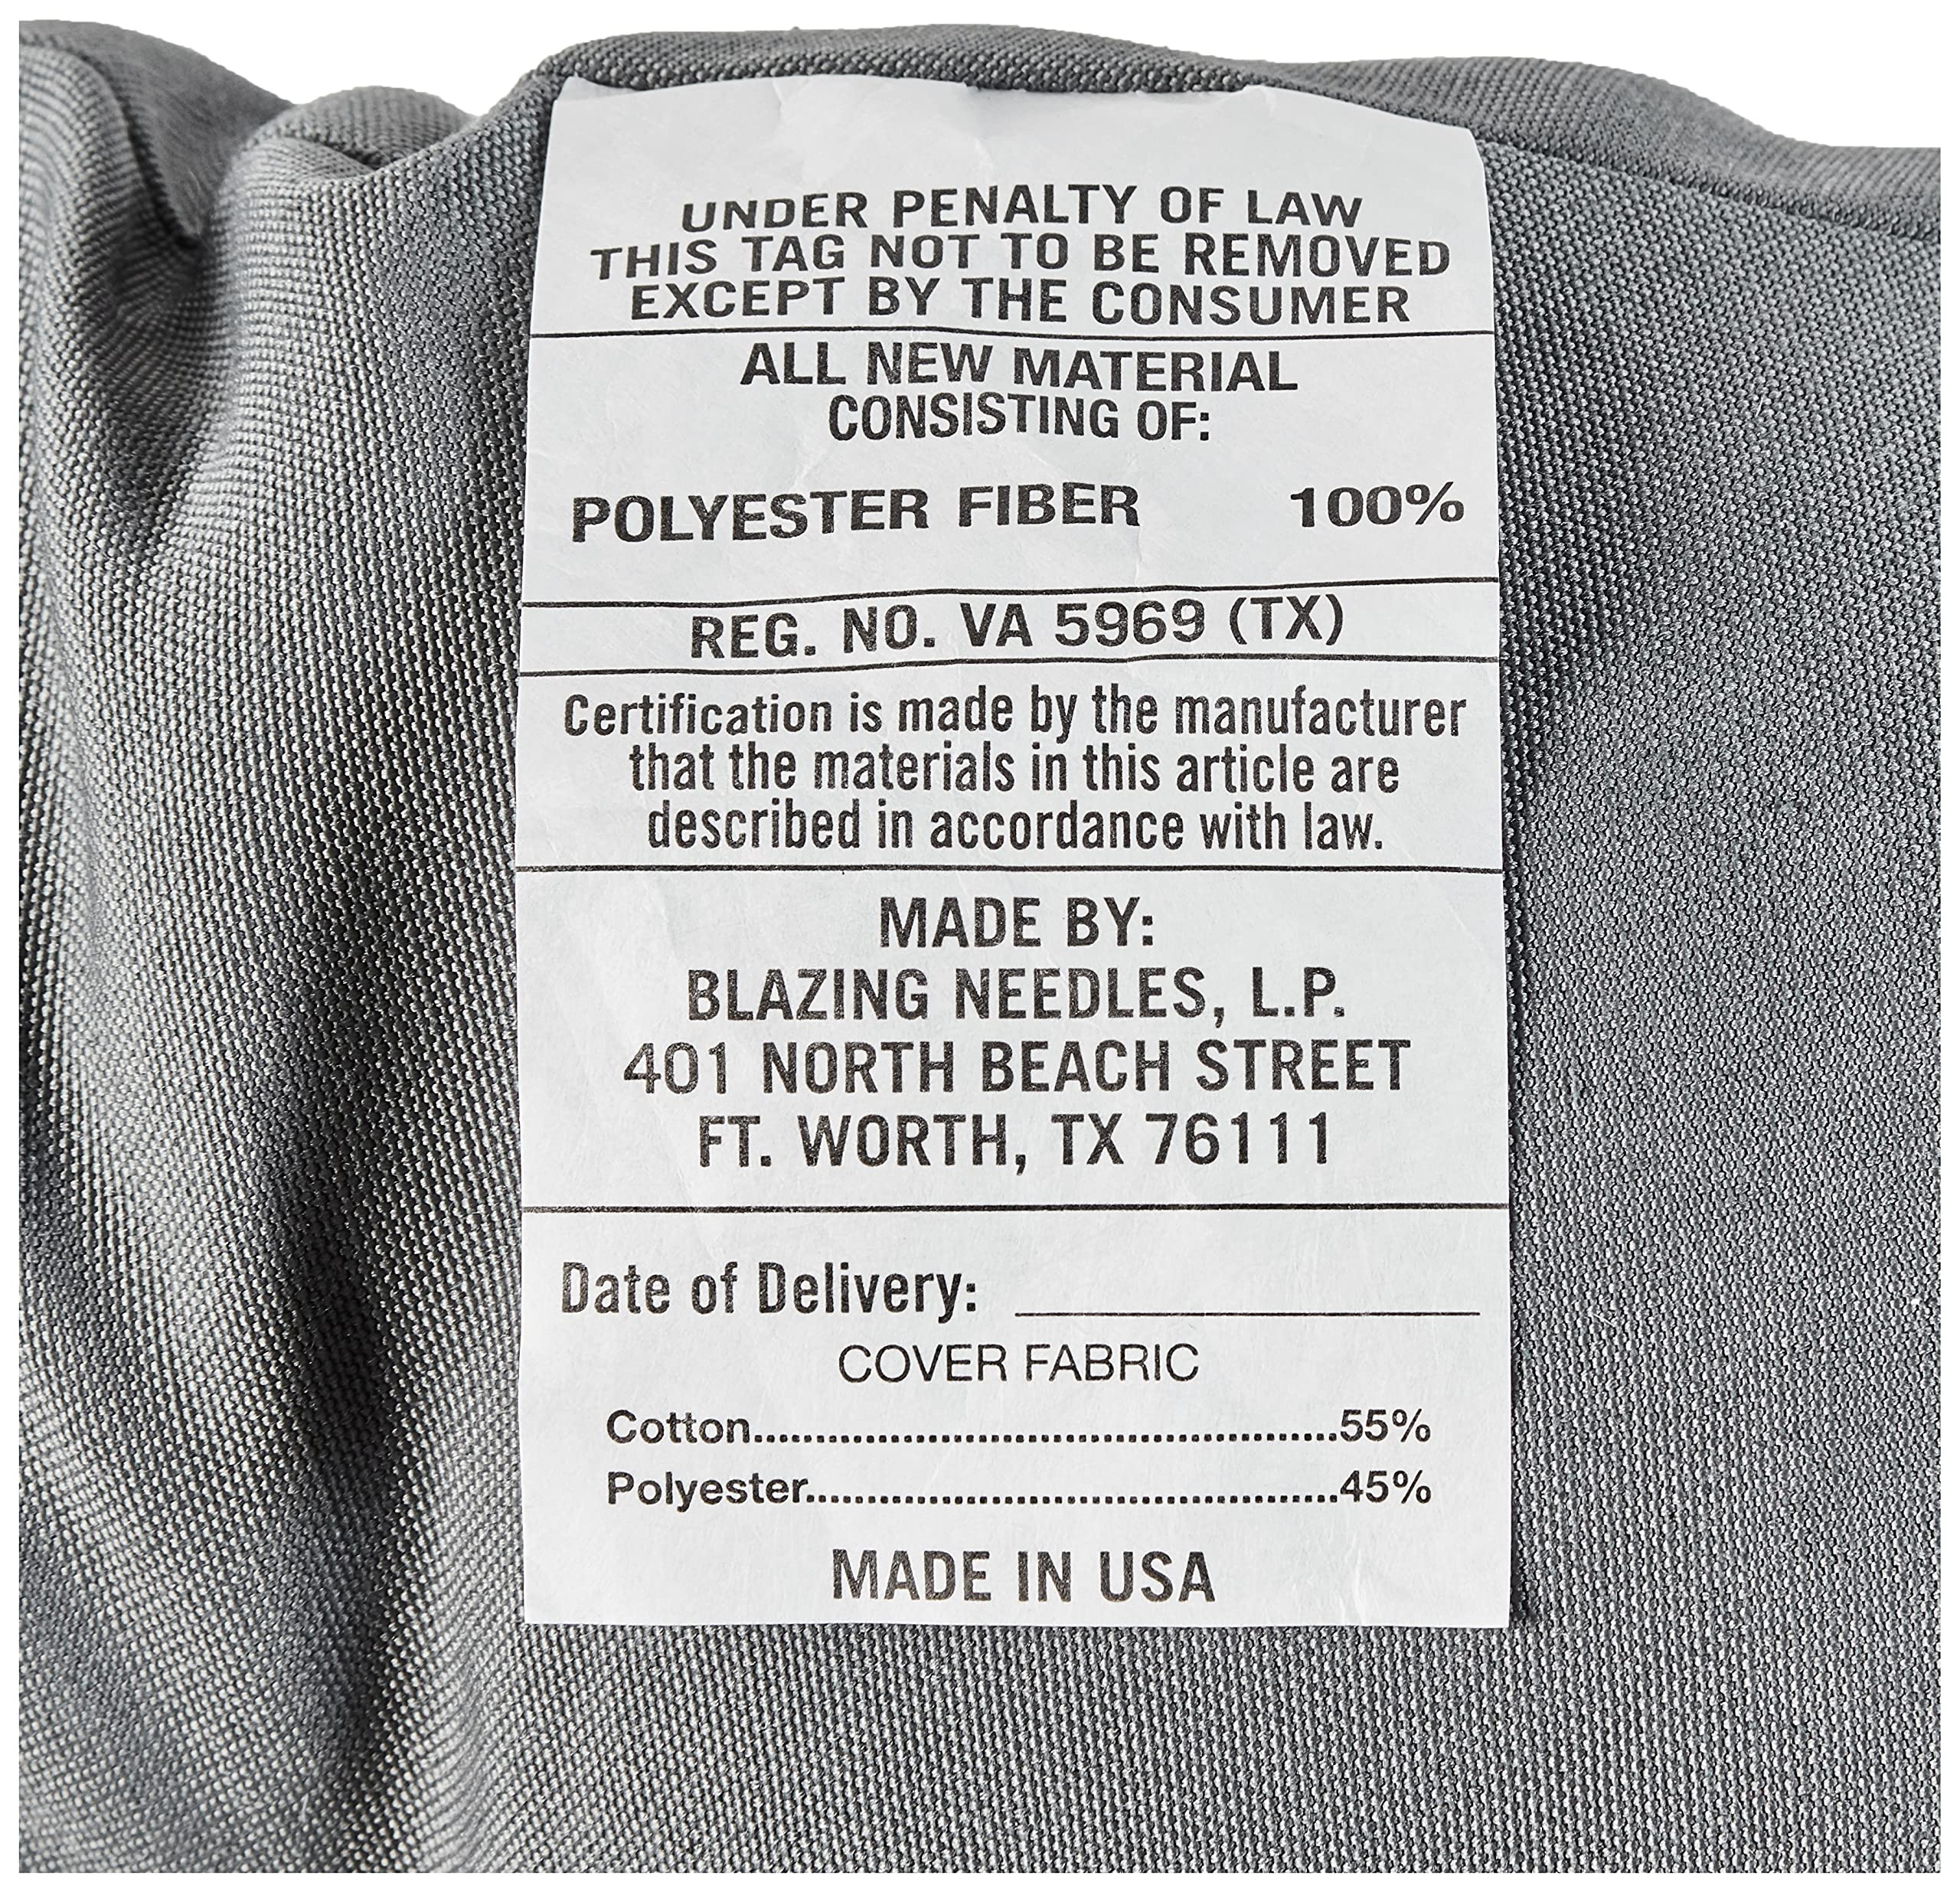 UNDER PENALTY OF LAW
THIS TAG NOT TO BE REMOVED
EXCEPT BY THE CONSUMER
ALL NEW MATERIAL
CONSISTING OF:
POLYESTER FIBER 100%
REG. NO. VA 5969 (TX)
Certification is made by the manufacturer
that the materials in this article are
described in accordance with law.
MADE BY:
BLAZING NEEDLES, L.P.
401 NORTH BEACH STREET
FT. WORTH, TX 76111
Date of Delivery: ____________________
COVER FABRIC
Cotton................................................55%
Polyester............................................45%
MADE IN USA